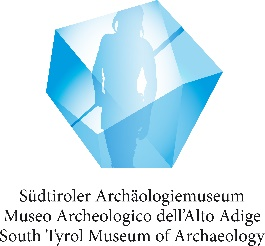 Südtiroler Archäologiemuseum
Museo Archeologico dell'Alto Adige
South Tyrol Museum of Archaeology